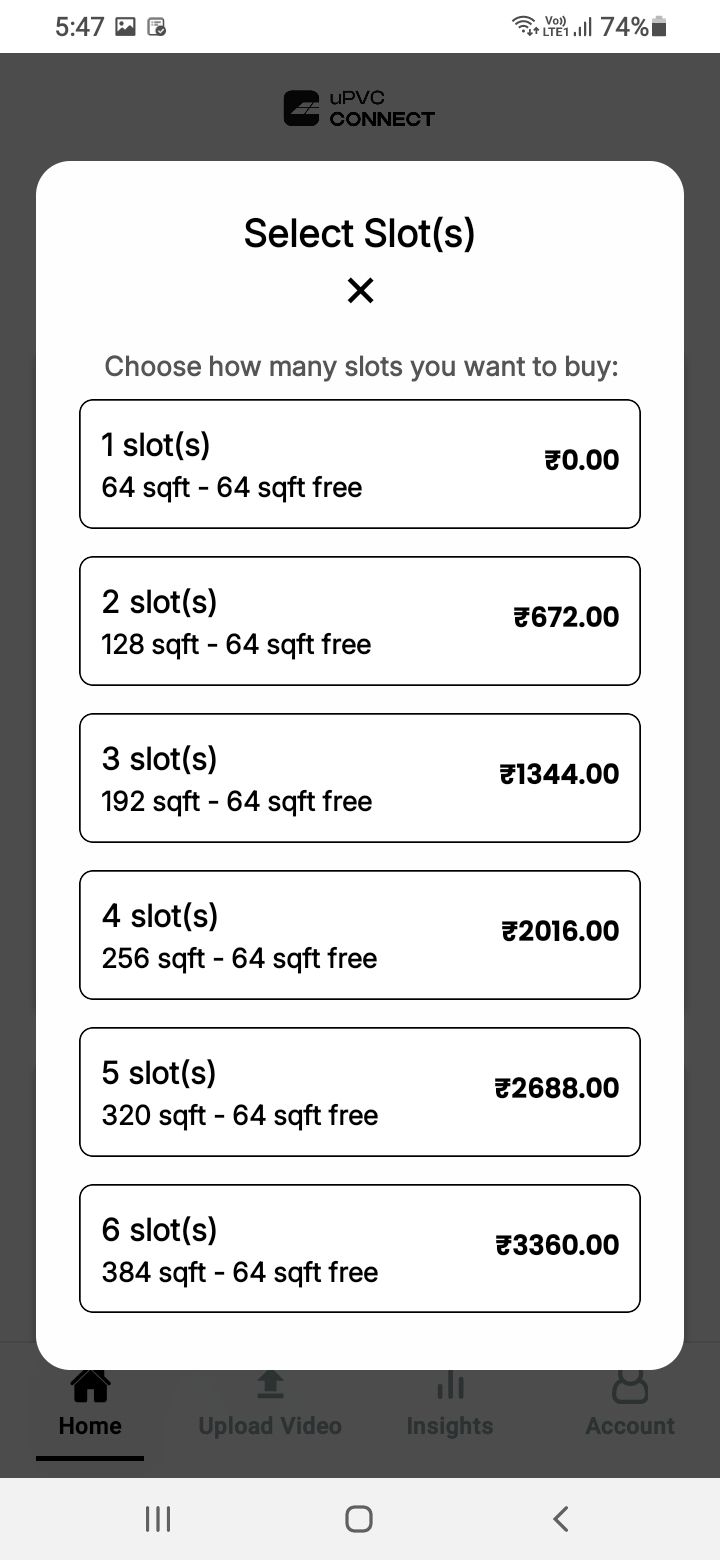 5:47 Vo)) LTE1 74%
uPVC
CONNECT
Select Slot(s)
Choose how many slots you want to buy:
1 slot(s)
64 sqft - 64 sqft free
₹0.00
2 slot(s)
128 sqft - 64 sqft free
₹672.00
3 slot(s)
192 sqft - 64 sqft free
₹1344.00
4 slot(s)
256 sqft - 64 sqft free
₹2016.00
5 slot(s)
320 sqft - 64 sqft free
₹2688.00
6 slot(s)
384 sqft - 64 sqft free
₹3360.00
Home Upload Video Insights Account